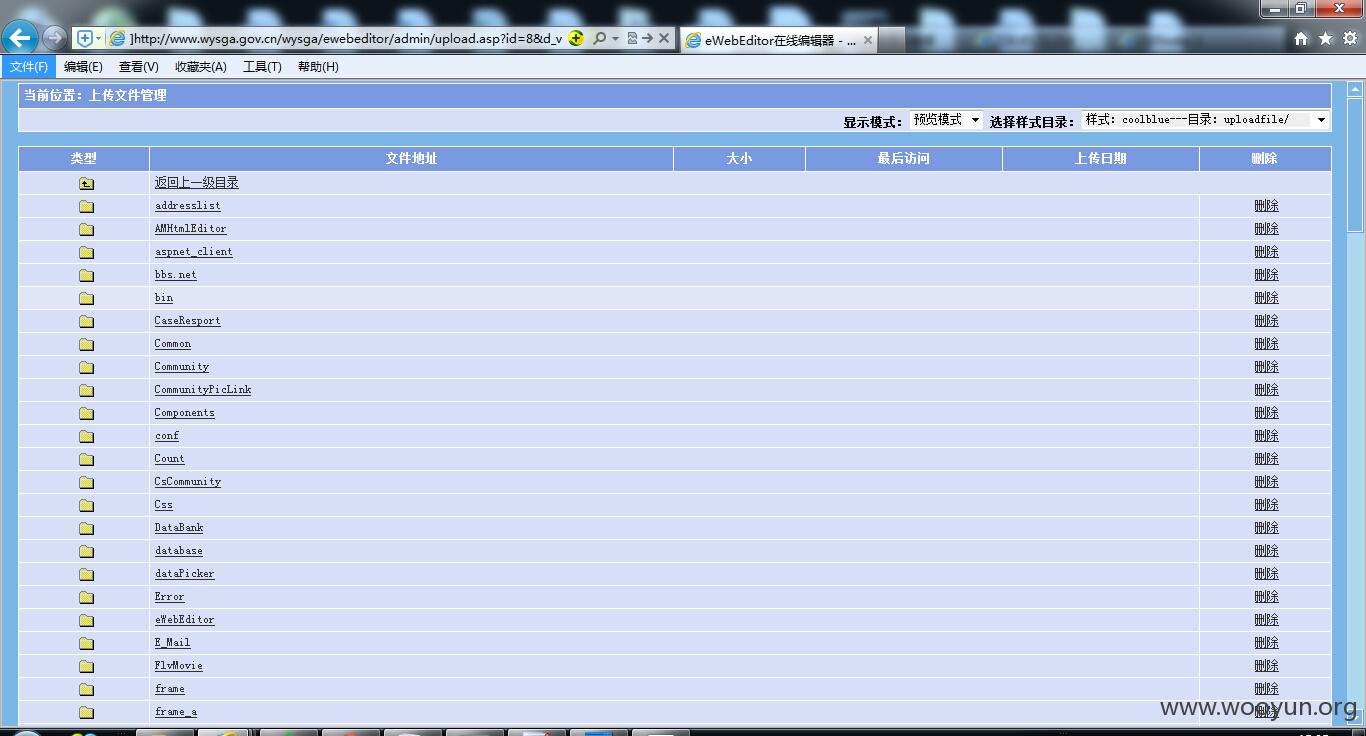 ]http://www.wysga.gov.cn/wysga/ewebeditor/admin/upload.asp?id=8&d_v
eWebEditor在线编辑器 - ...
文件(F) 编辑(E) 查看(V) 收藏夹(A) 工具(T) 帮助(H)
当前位置：上传文件管理
显示模式： 预览模式 选择样式目录： 样式：coolblue---目录：uploadfile/
类型 文件地址 大小 最后访问 上传日期 删除
返回上一级目录
addresslist 删除
AMHtmlEditor 删除
aspnet_client 删除
bbs.net 删除
bin 删除
CaseResport 删除
Common 删除
Community 删除
CommunityPicLink 删除
Components 删除
conf 删除
Count 删除
CsCommunity 删除
Css 删除
DataBank 删除
database 删除
dataPicker 删除
Error 删除
eWebEditor 删除
E_Mail 删除
FlvMovie 删除
frame 删除
frame_a 删除
www.wooyun.org